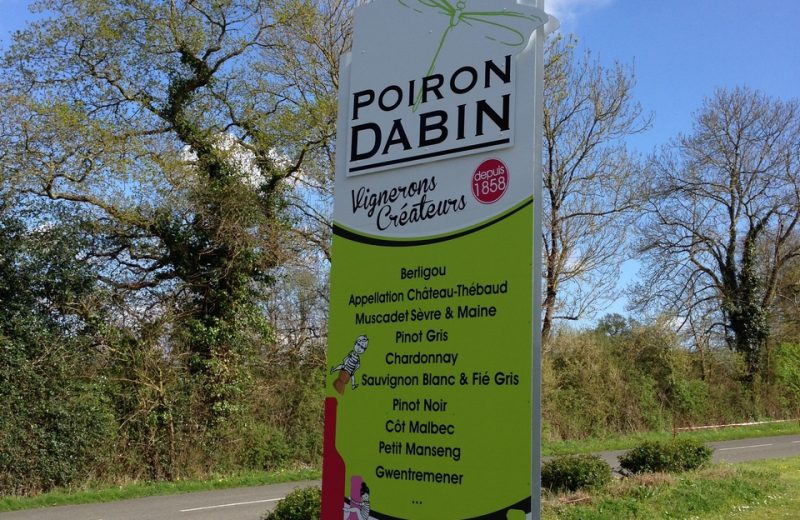 POIRON
DABIN
Vignerons
Créateurs
depuis
1858
Berligou
Appellation Château-Thébaud
Muscadet Sèvre & Maine
Pinot Gris
Chardonnay
Sauvignon Blanc & Fié Gris
Pinot Noir
Côt Malbec
Petit Manseng
Gwentremener
...